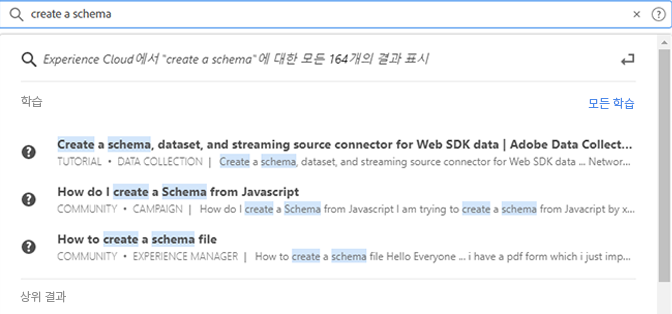 create a schema
Experience Cloud에서 "create a schema"에 대한 모든 164개의 결과 표시
학습
모든 학습
Create a schema, dataset, and streaming source connector for Web SDK data | Adobe Data Collect...
TUTORIAL • DATA COLLECTION | Create a schema, dataset, and streaming source connector for Web SDK data ... Networ...
How do I create a Schema from Javascript
COMMUNITY • CAMPAIGN | How do I create a Schema from Javascript I am trying to create a schema from Javacript by x...
How to create a schema file
COMMUNITY • EXPERIENCE MANAGER | How to create a schema file Hello Everyone ... i have a pdf form which i just imp...
상위 결과